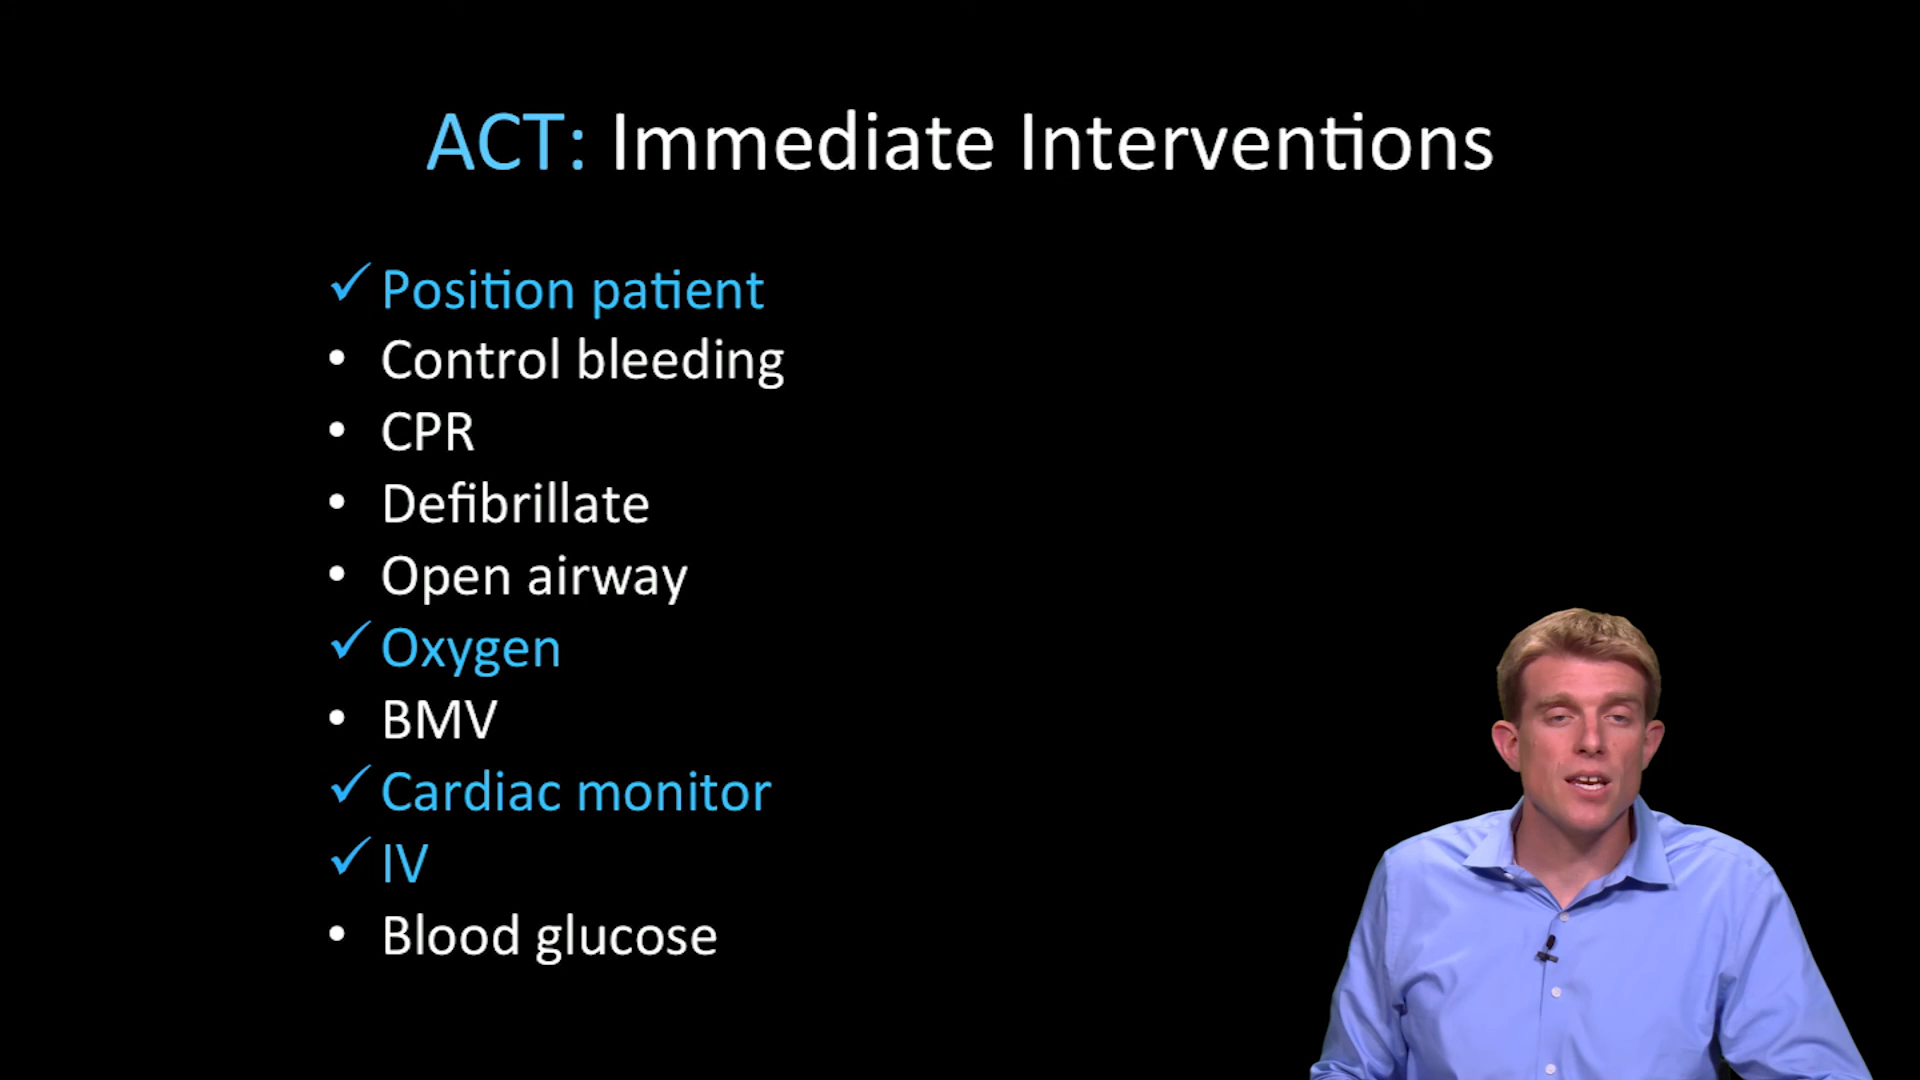 ACT: Immediate Interventions
✓ Position patient
• Control bleeding
• CPR
• Defibrillate
• Open airway
✓ Oxygen
• BMV
✓ Cardiac monitor
✓ IV
• Blood glucose